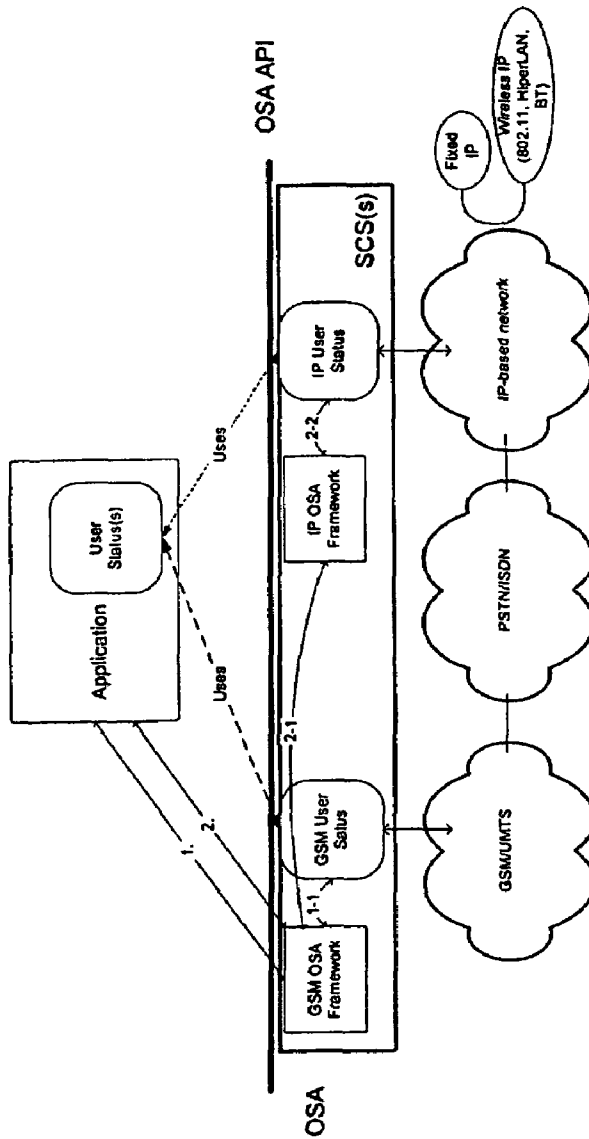 Application
User
Status(s)
1.
2.
Uses
Uses
OSA
OSA API
GSM OSA
Framework
1-1
GSM User
Satus
2-1
IP OSA
Framework
2-2
IP User
Status
SCS(s)
GSM/UMTS
PSTN/ISDN
IP-based network
Fixed
IP
Wireless IP
(802.11, HiperLAN,
BT)